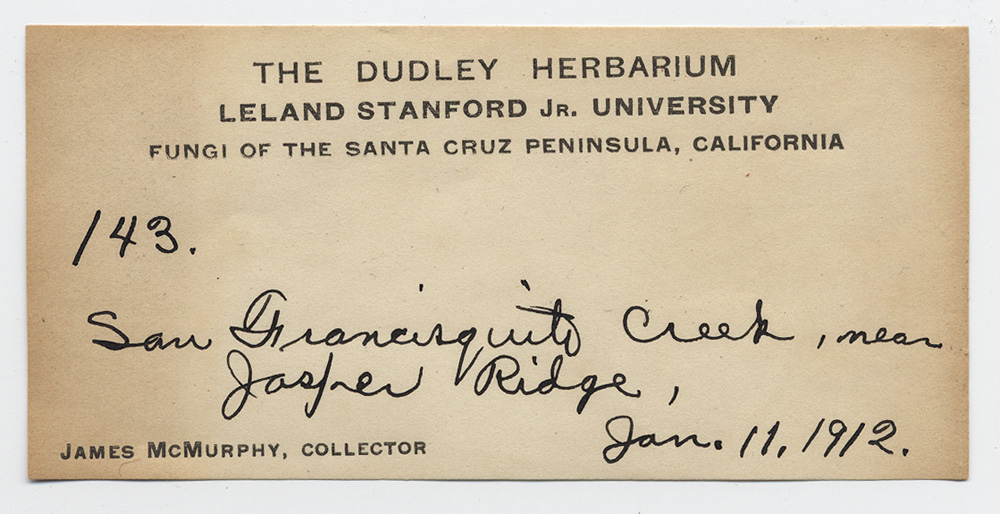 THE DUDLEY HERBARIUM
LELAND STANFORD JR. UNIVERSITY
FUNGI OF THE SANTA CRUZ PENINSULA, CALIFORNIA
143.
San Francisquito Creek, near
Jasper Ridge,
Jan. 11, 1912.
JAMES MCMURPHY, COLLECTOR